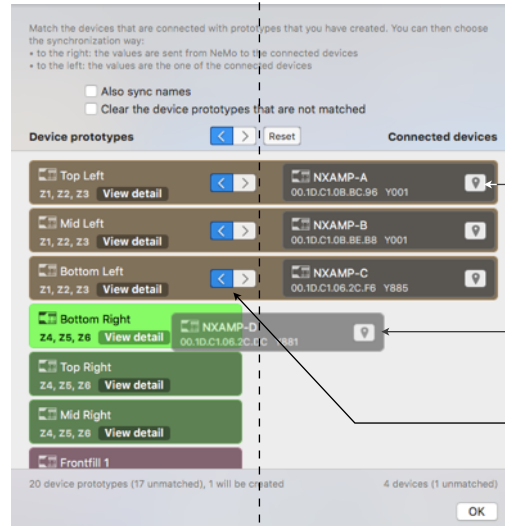 Match the devices that are connected with prototypes that you have created. You can then choose
the synchronization way:
• to the right: the values are sent from NeMo to the connected devices
• to the left: the values are the one of the connected devices
Also sync names
Clear the device prototypes that are not matched
Device prototypes < > Reset Connected devices
Top Left < > NXAMP-A
Z1, Z2, Z3 View detail 00.1D.C1.0B.BC.96 Y001
Mid Left < > NXAMP-B
Z1, Z2, Z3 View detail 00.1D.C1.0B.BE.B8 Y001
Bottom Left < > NXAMP-C
Z1, Z2, Z3 View detail 00.1D.C1.06.2C.F6 Y885
Bottom Right NXAMP-D
Z4, Z5, Z6 View detail 00.1D.C1.06.2C.DC Y881
Top Right
Z4, Z5, Z6 View detail
Mid Right
Z4, Z5, Z6 View detail
Frontfill 1
20 device prototypes (17 unmatched), 1 will be created 4 devices (1 unmatched)
OK